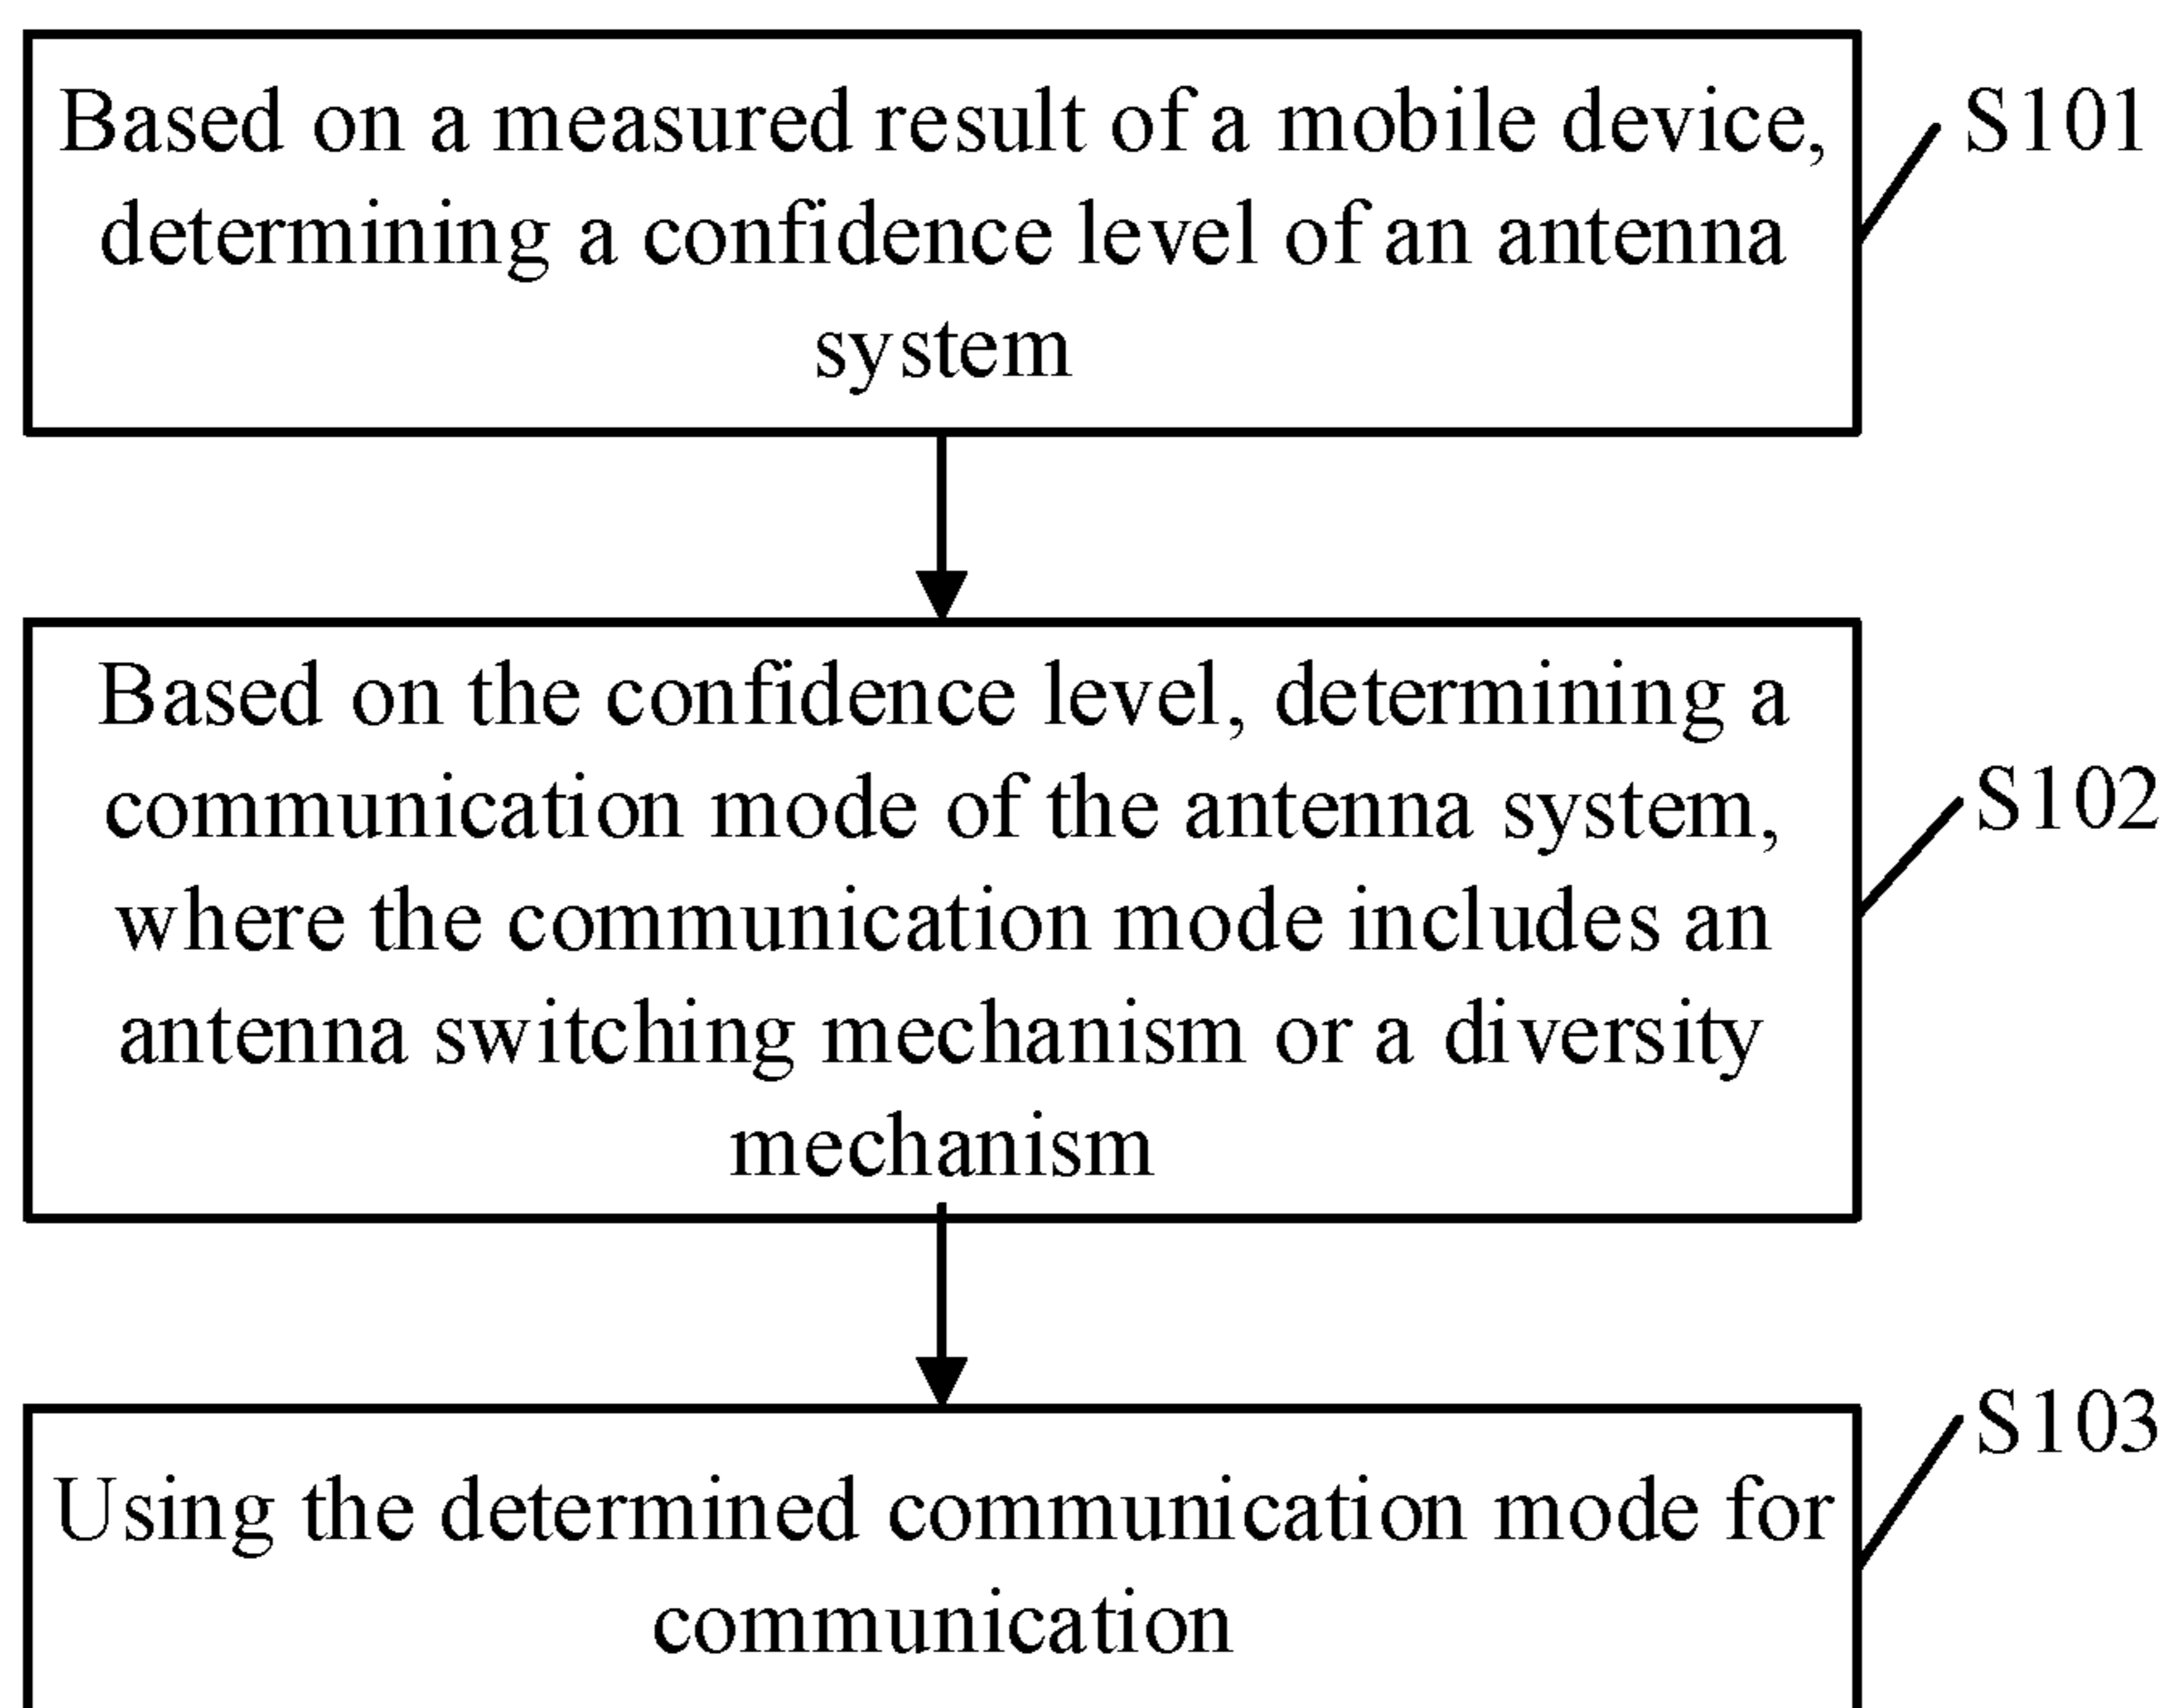 Based on a measured result of a mobile device,
determining a confidence level of an antenna
system
S101
Based on the confidence level, determining a
communication mode of the antenna system,
where the communication mode includes an
antenna switching mechanism or a diversity
mechanism
S102
Using the determined communication mode for
communication
S103